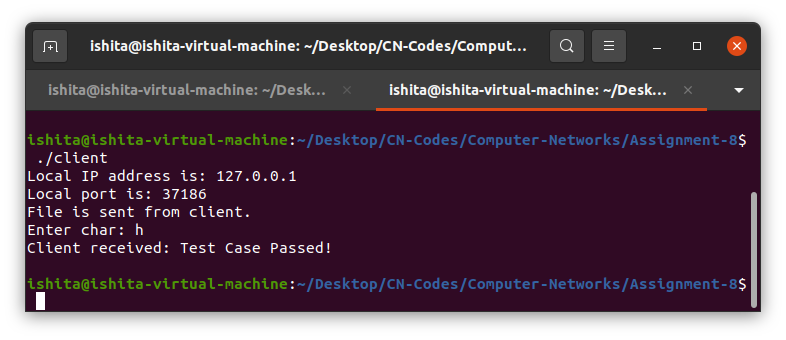 ishita@ishita-virtual-machine: ~/Desktop/CN-Codes/Comput...
ishita@ishita-virtual-machine: ~/Desk...
ishita@ishita-virtual-machine: ~/Desk...
ishita@ishita-virtual-machine:~/Desktop/CN-Codes/Computer-Networks/Assignment-8$
./client
Local IP address is: 127.0.0.1
Local port is: 37186
File is sent from client.
Enter char: h
Client received: Test Case Passed!
ishita@ishita-virtual-machine:~/Desktop/CN-Codes/Computer-Networks/Assignment-8$